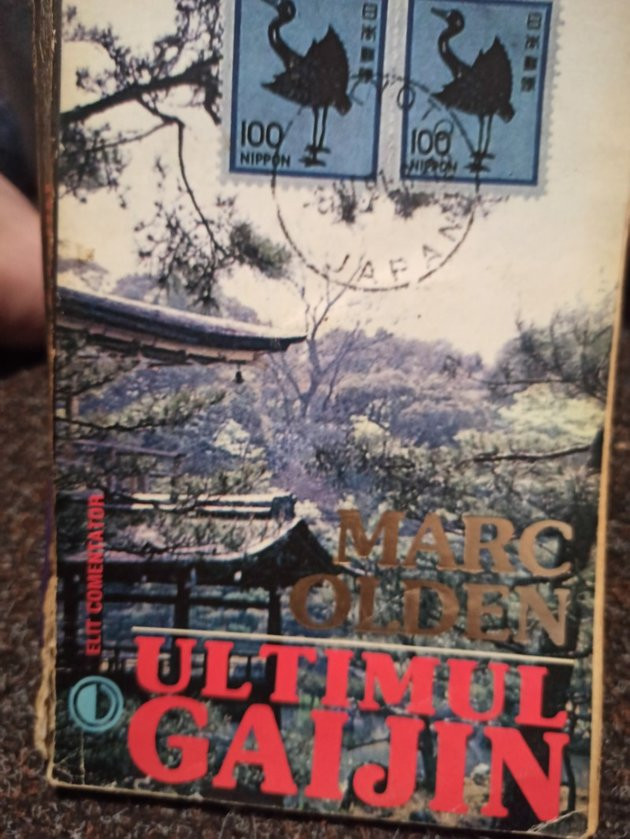 日本郵便
日本郵便
100
NIPPON
100
NIPPON
JAPAN
MARC
OLDEN
ELIT COMENTATOR
ULTIMUL
GAIJIN